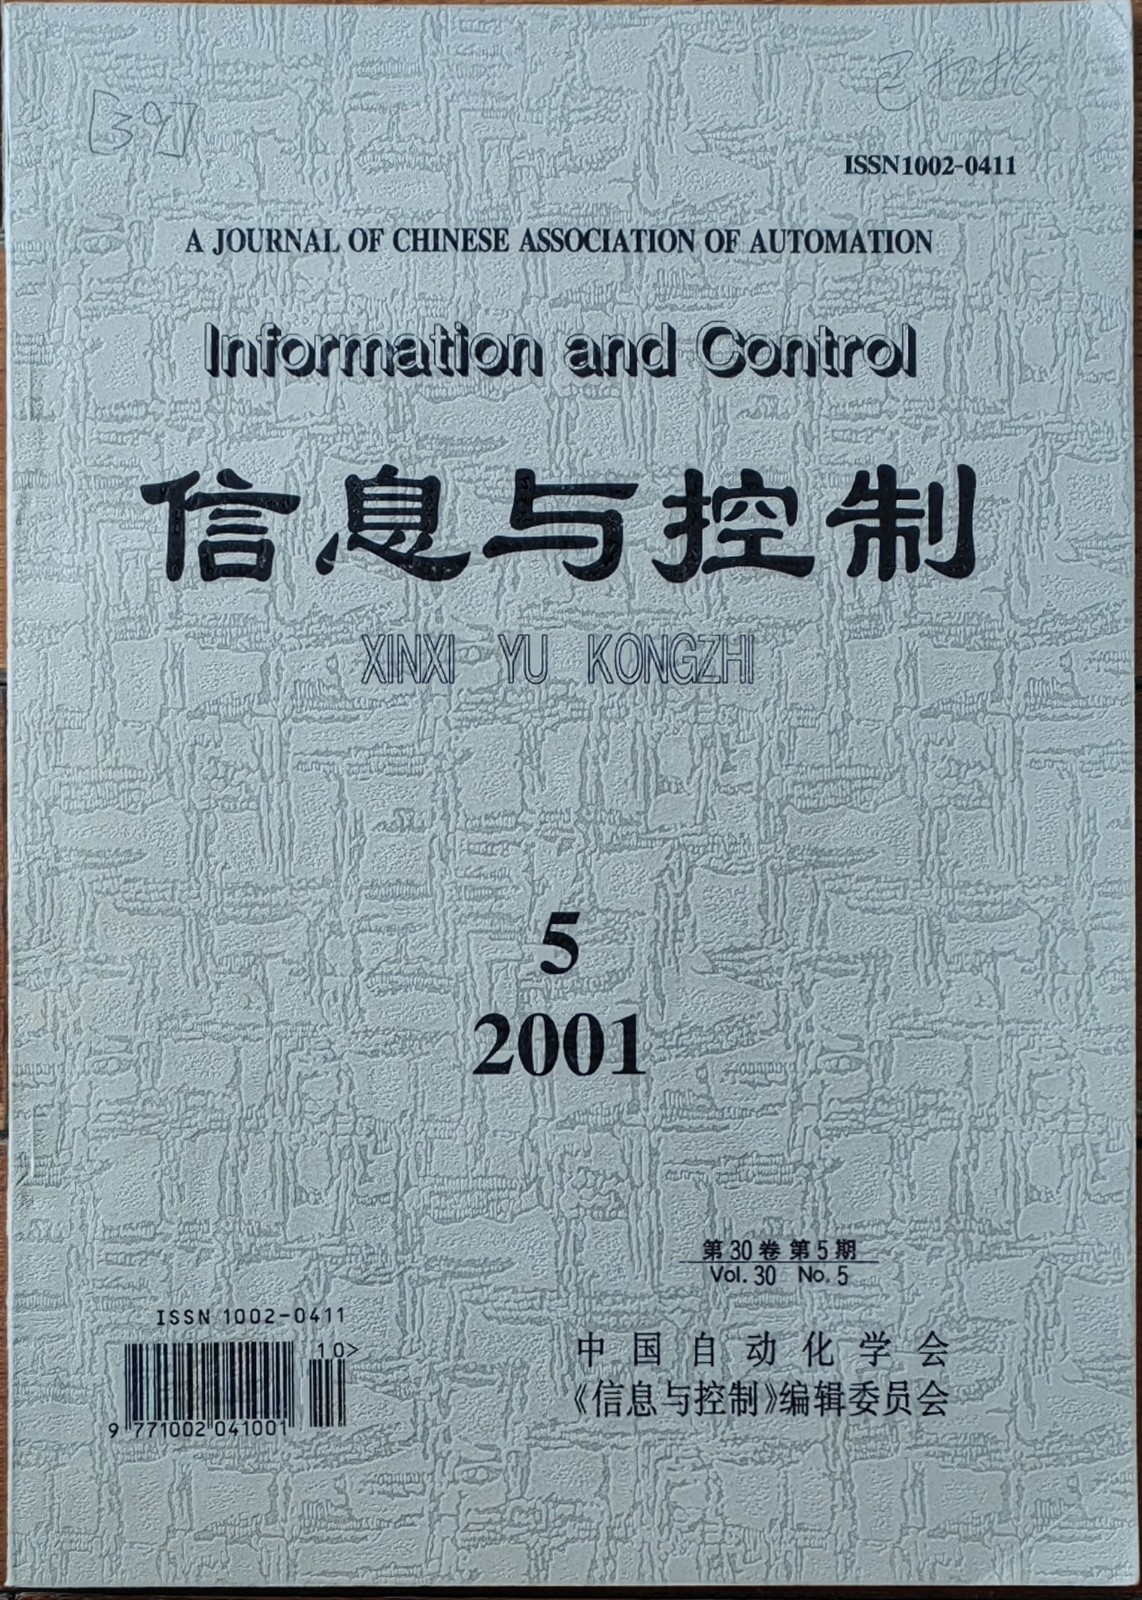 [39]
已扫描
ISSN1002-0411
A JOURNAL OF CHINESE ASSOCIATION OF AUTOMATION
Information and Control
信息与控制
XINXI YU KONGZHI
5
2001
第30卷 第5期
Vol. 30 No. 5
ISSN 1002-0411
10>
9 771002 041001
中国自动化学会
《信息与控制》编辑委员会